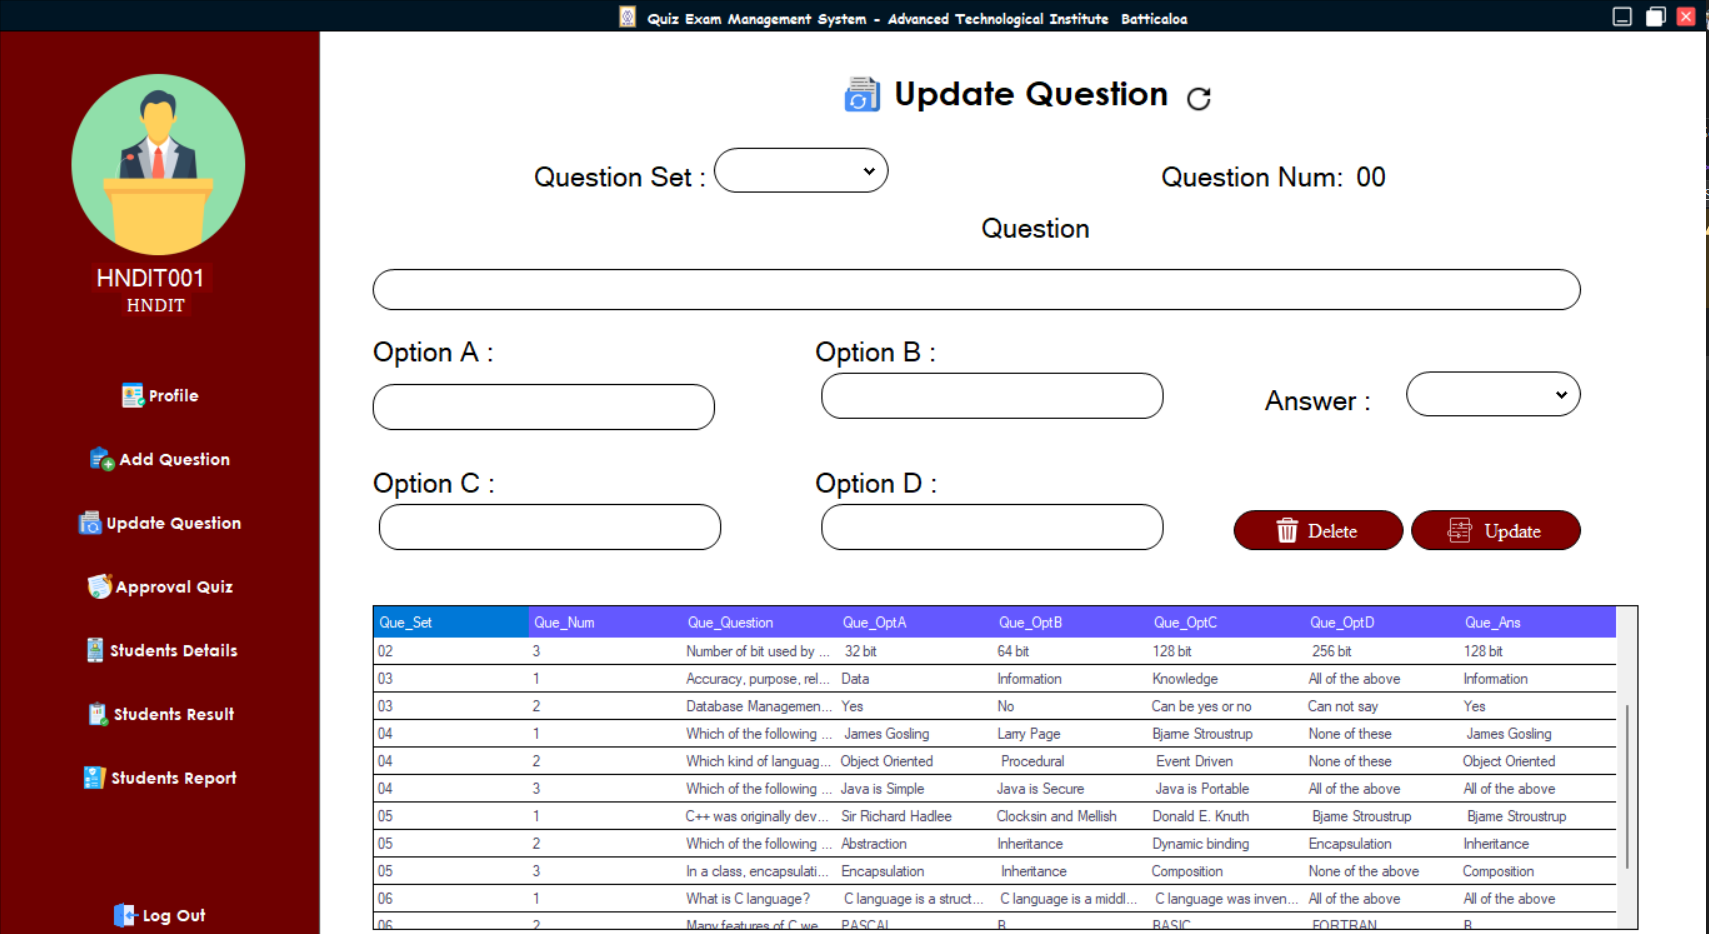 Quiz Exam Management System - Advanced Technological Institute Batticaloa
HNDIT001
HNDIT
Profile
Add Question
Update Question
Approval Quiz
Students Details
Students Result
Students Report
Log Out
Update Question
Question Set :
Question Num: 00
Question
Option A :
Option B :
Answer :
Option C :
Option D :
Delete
Update
Que_Set Que_Num Que_Question Que_OptA Que_OptB Que_OptC Que_OptD Que_Ans
02 3 Number of bit used by ... 32 bit 64 bit 128 bit 256 bit 128 bit
03 1 Accuracy, purpose, rel... Data Information Knowledge All of the above Information
03 2 Database Managemen... Yes No Can be yes or no Can not say Yes
04 1 Which of the following ... James Gosling Larry Page Bjarne Stroustrup None of these James Gosling
04 2 Which kind of languag... Object Oriented Procedural Event Driven None of these Object Oriented
04 3 Which of the following ... Java is Simple Java is Secure Java is Portable All of the above All of the above
05 1 C++ was originally dev... Sir Richard Hadlee Clocksin and Mellish Donald E. Knuth Bjarne Stroustrup Bjarne Stroustrup
05 2 Which of the following ... Abstraction Inheritance Dynamic binding Encapsulation Inheritance
05 3 In a class, encapsulati... Encapsulation Inheritance Composition None of the above Composition
06 1 What is C language? C language is a struct... C language is a middl... C language was inven... All of the above All of the above
06 2 Many features of C we... PASCAL B BASIC FORTRAN B